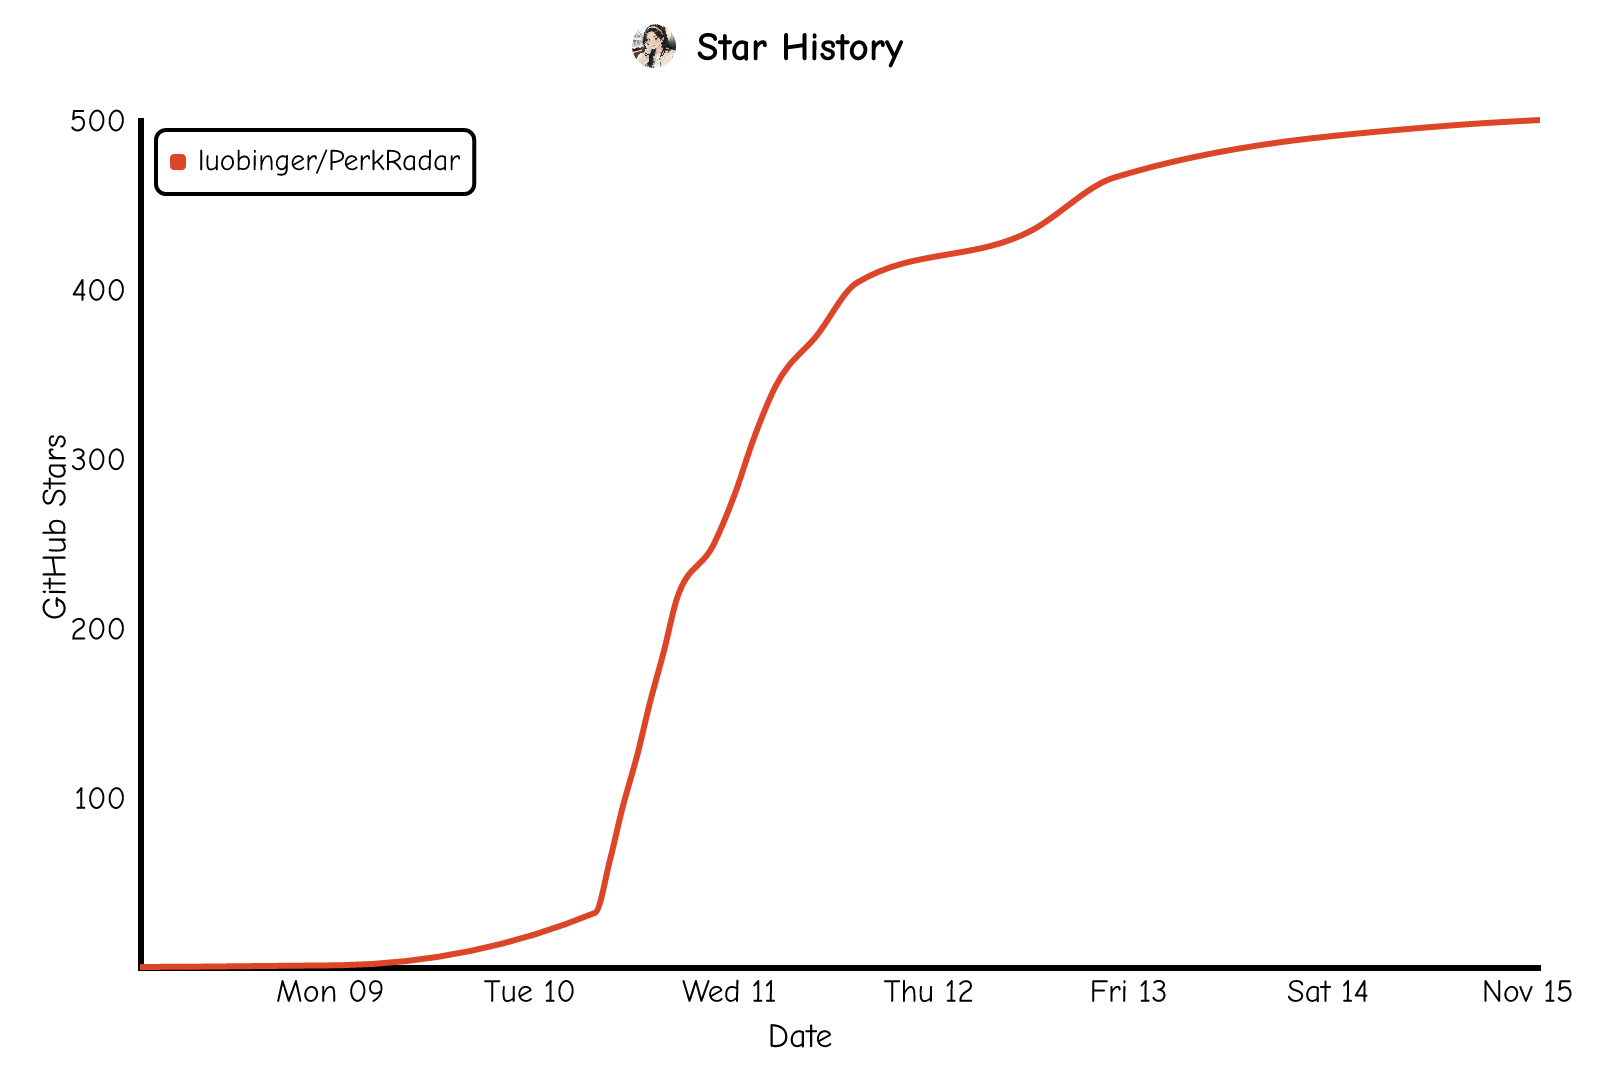 Star History
luobinger/PerkRadar
500
400
300
200
100
GitHub Stars
Mon 09
Tue 10
Wed 11
Thu 12
Fri 13
Sat 14
Nov 15
Date